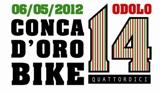 06/05/2012 ODOLO
CONCA
D'ORO
BIKE
14
QUATTORDICI